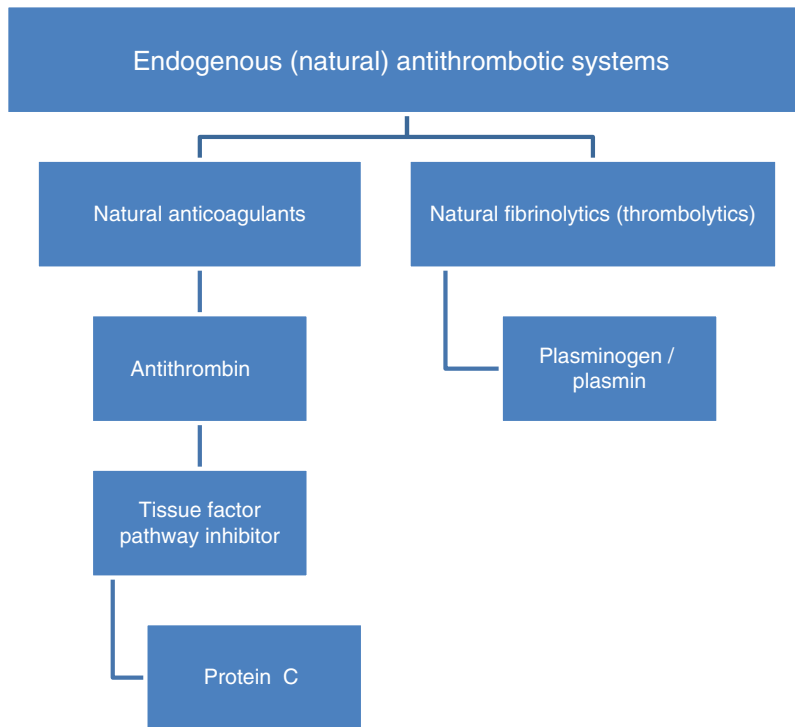 Endogenous (natural) antithrombotic systems
Natural anticoagulants
Natural fibrinolytics (thrombolytics)
Antithrombin
Plasminogen /
plasmin
Tissue factor
pathway inhibitor
Protein C